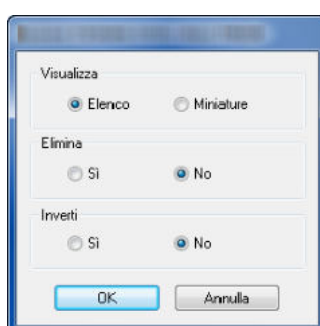 Visualizza
Elenco Miniature
Elimina
Sì No
Inverti
Sì No
OK Annulla